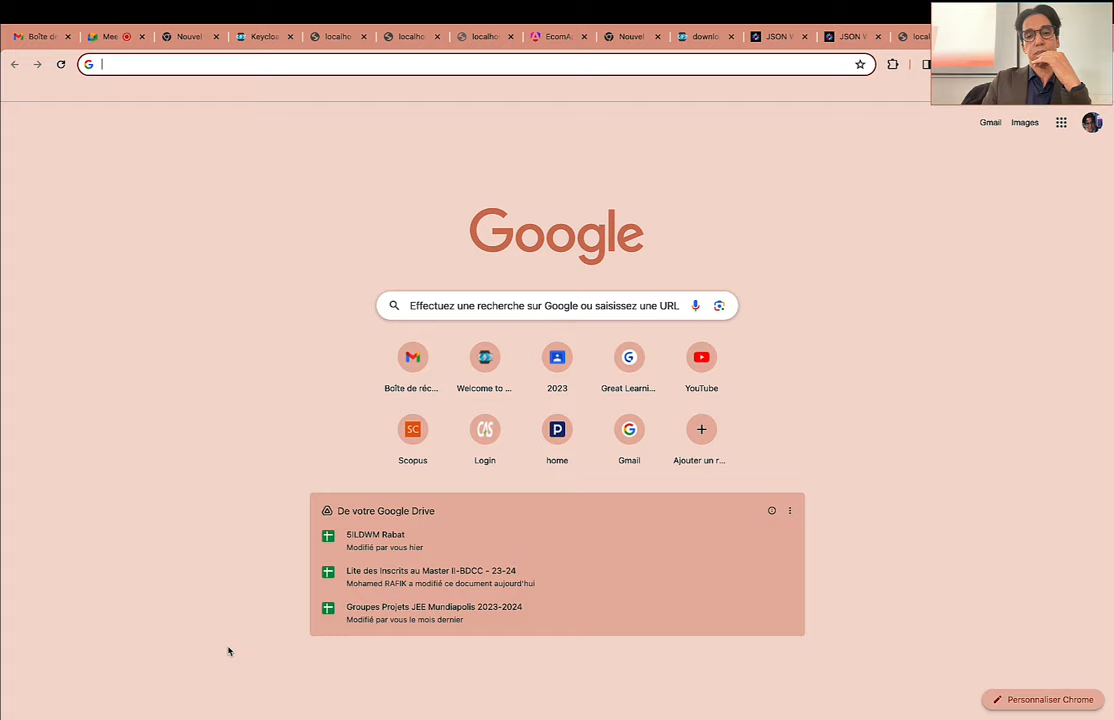 Boîte de
Mee
Nouvel
Keycloa
localho
localho
localhos
EcomA
Nouvel
downlo
JSON W
JSON W
local
Gmail
Images
Google
Effectuez une recherche sur Google ou saisissez une URL
Boîte de réc...
Welcome to ...
2023
Great Learni...
YouTube
Scopus
Login
home
Gmail
Ajouter un r...
De votre Google Drive
5ILDWM Rabat
Modifié par vous hier
Lite des Inscrits au Master II-BDCC - 23-24
Mohamed RAFIK a modifié ce document aujourd'hui
Groupes Projets JEE Mundiapolis 2023-2024
Modifié par vous le mois dernier
Personnaliser Chrome